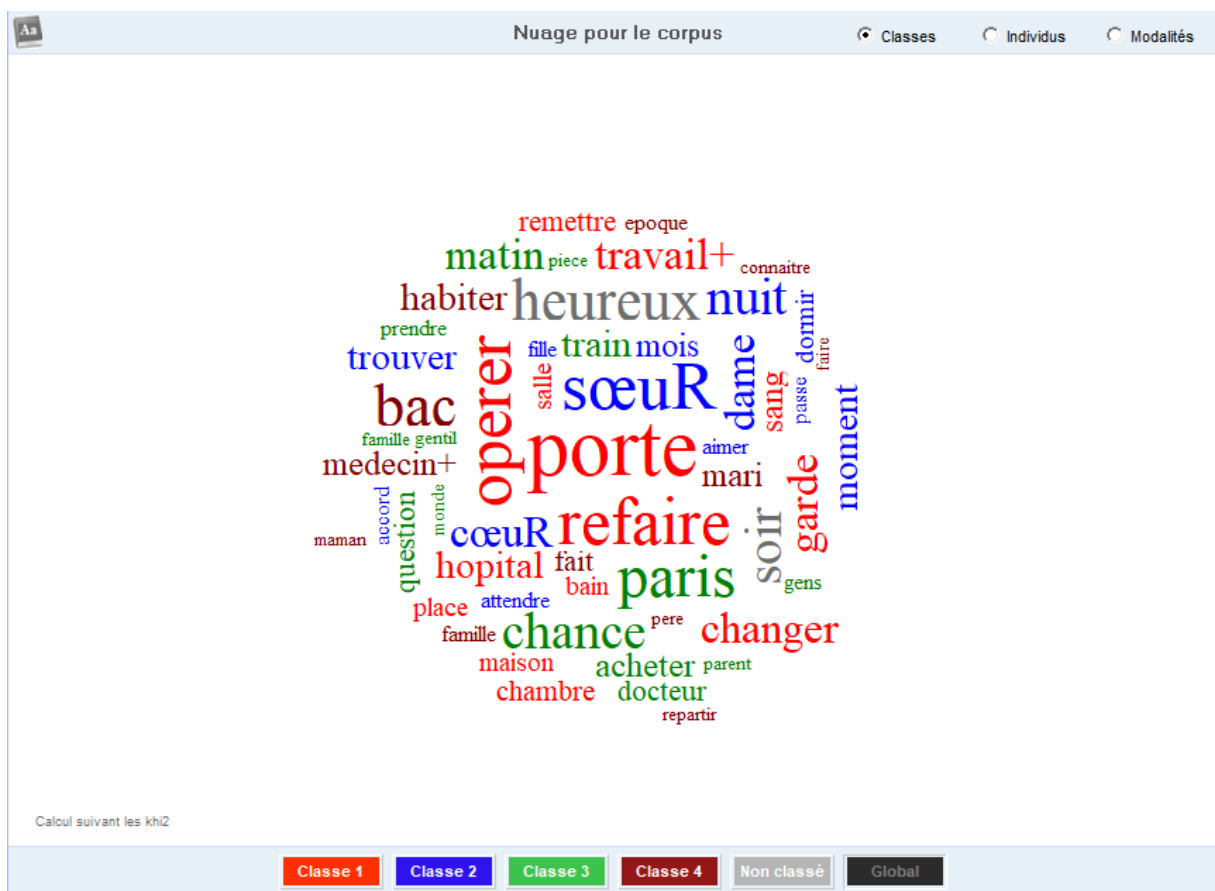 Aa
Nuage pour le corpus
Classes
Individus
Modalités
remettre epoque
matin piece travail+
connaitre
habiter heureux nuit
dormir
prendre
fille train mois
faire
trouver
operer
salle
sœuR
dame
sang
passe
bac
moment
famille gentil
porte
aimer
medecin+
mari
garde
accord
monde
question
maman
cœuR refaire
soir
hopital fait
bain
paris
gens
place attendre
famille chance pere
changer
maison
acheter parent
chambre docteur
repartir
Calcul suivant les khi2
Classe 1
Classe 2
Classe 3
Classe 4
Non classé
Global